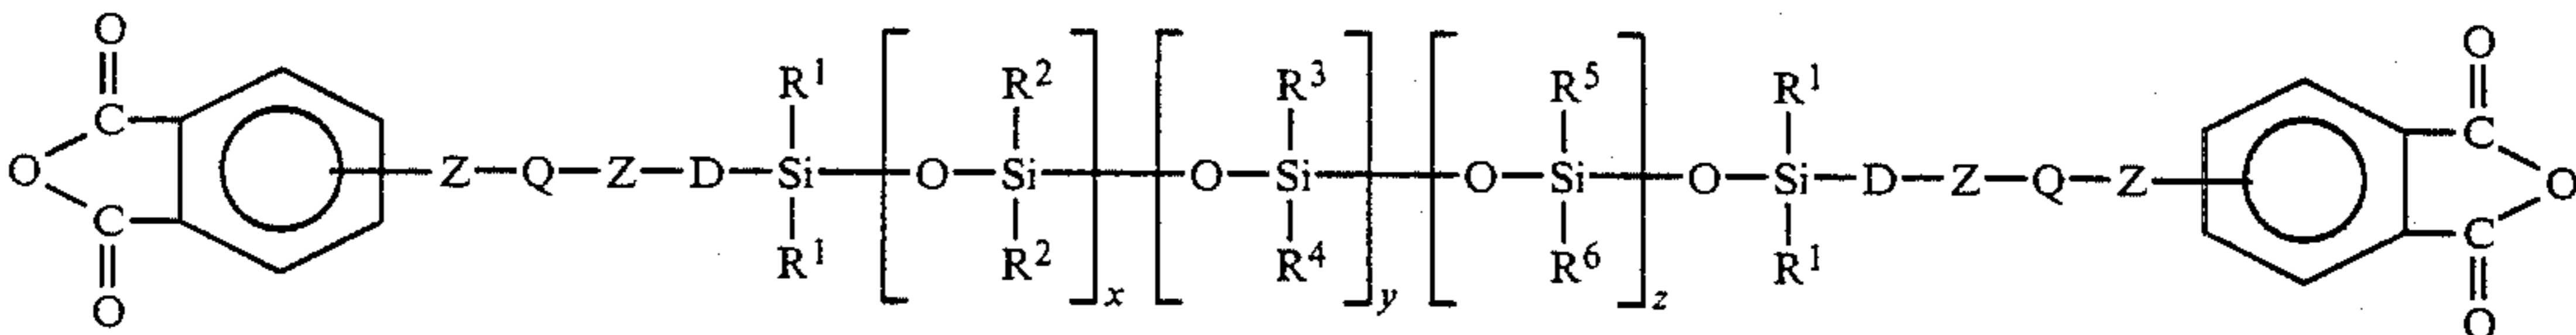 O O
R¹ R² R³ R⁵ R¹
C C
O Z—Q—Z—D—Si—O—Si—O—Si—O—Si—O—Si—D—Z—Q—Z O
C C
R¹ R² R⁴ R⁶ R¹
x y z
O O